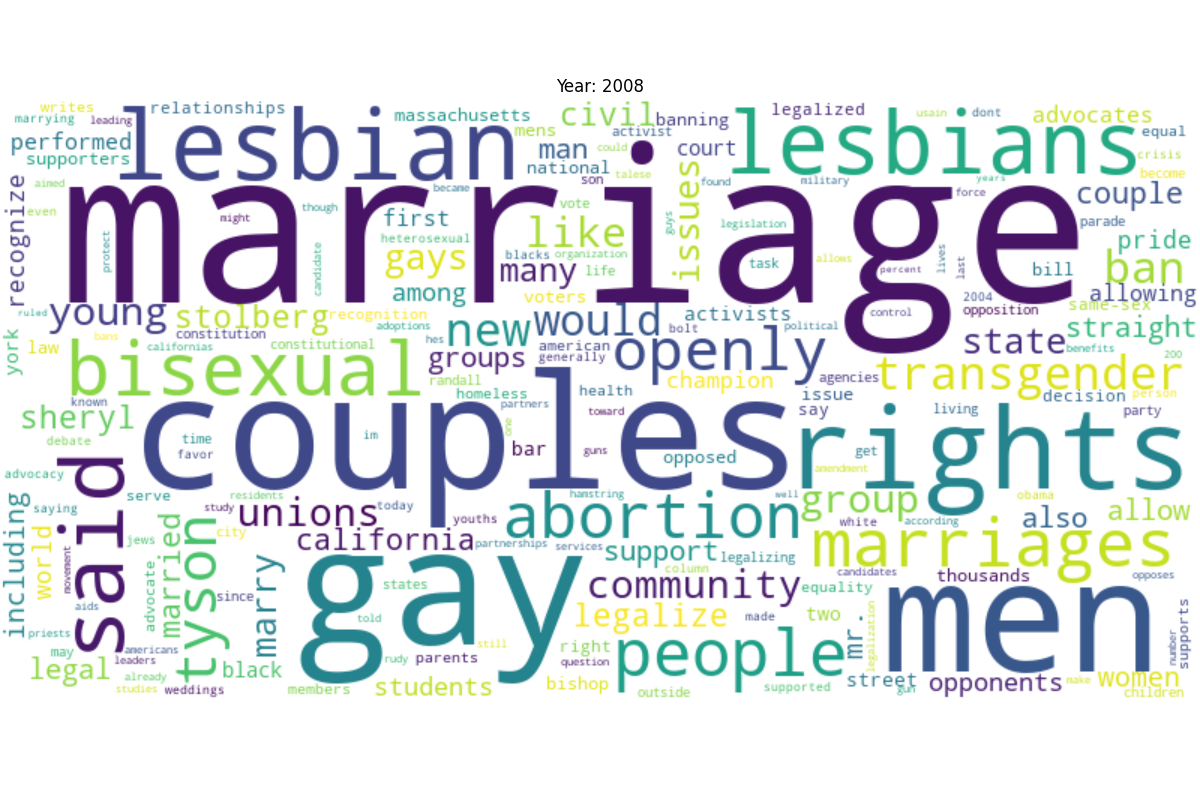 Year: 2008
writes
relationships
massachusetts
civil
legalized
usain
dont
advocates
marrying
leading
lesbian
mens
activist
banning
lesbians
equal
performed
man
could
court
supporters
national
talese
crisis
become
recognize
aimed
marriage
became
son
found
military
years
force
couple
even
might
though
first
vote
guys
issues
legislation
parade
protect
candidate
heterosexual
like
pride
gays
blacks
organization
task
allows
percent
lives
last
bill
ban
many
life
among
voters
2004
allowing
ruled
young
stolberg
recognition
adoptions
new
would
activists
control
opposition
same-sex
york
law
bans
constitution
hes
bolt
political
straight
californias
constitutional
american
openly
state
benefits
bisexual
groups
generally
200
randall
champion
agencies
transgender
known
homeless
health
issue
decision
person
sheryl
couples
partners
toward
say
living
party
debate
time
im
one
rights
favor
bar
guns
opposed
get
advocacy
said
amendment
including
serve
residents
hamstring
well
group
obama
saying
study
unions
today
abortion
white
according
also
allow
world
tyson
city
youths
marriages
movement
jews
married
california
partnerships
services
support
legalizing
advocate
marry
gay
column
candidates
thousands
opposes
since
states
community
equality
men
aids
told
legalize
made
two
mr.
legalization
priests
americans
still
right
number
supports
may
leaders
rudy
parents
question
people
legal
already
black
street
make
women
studies
weddings
members
students
bishop
outside
supported
gun
opponents
children